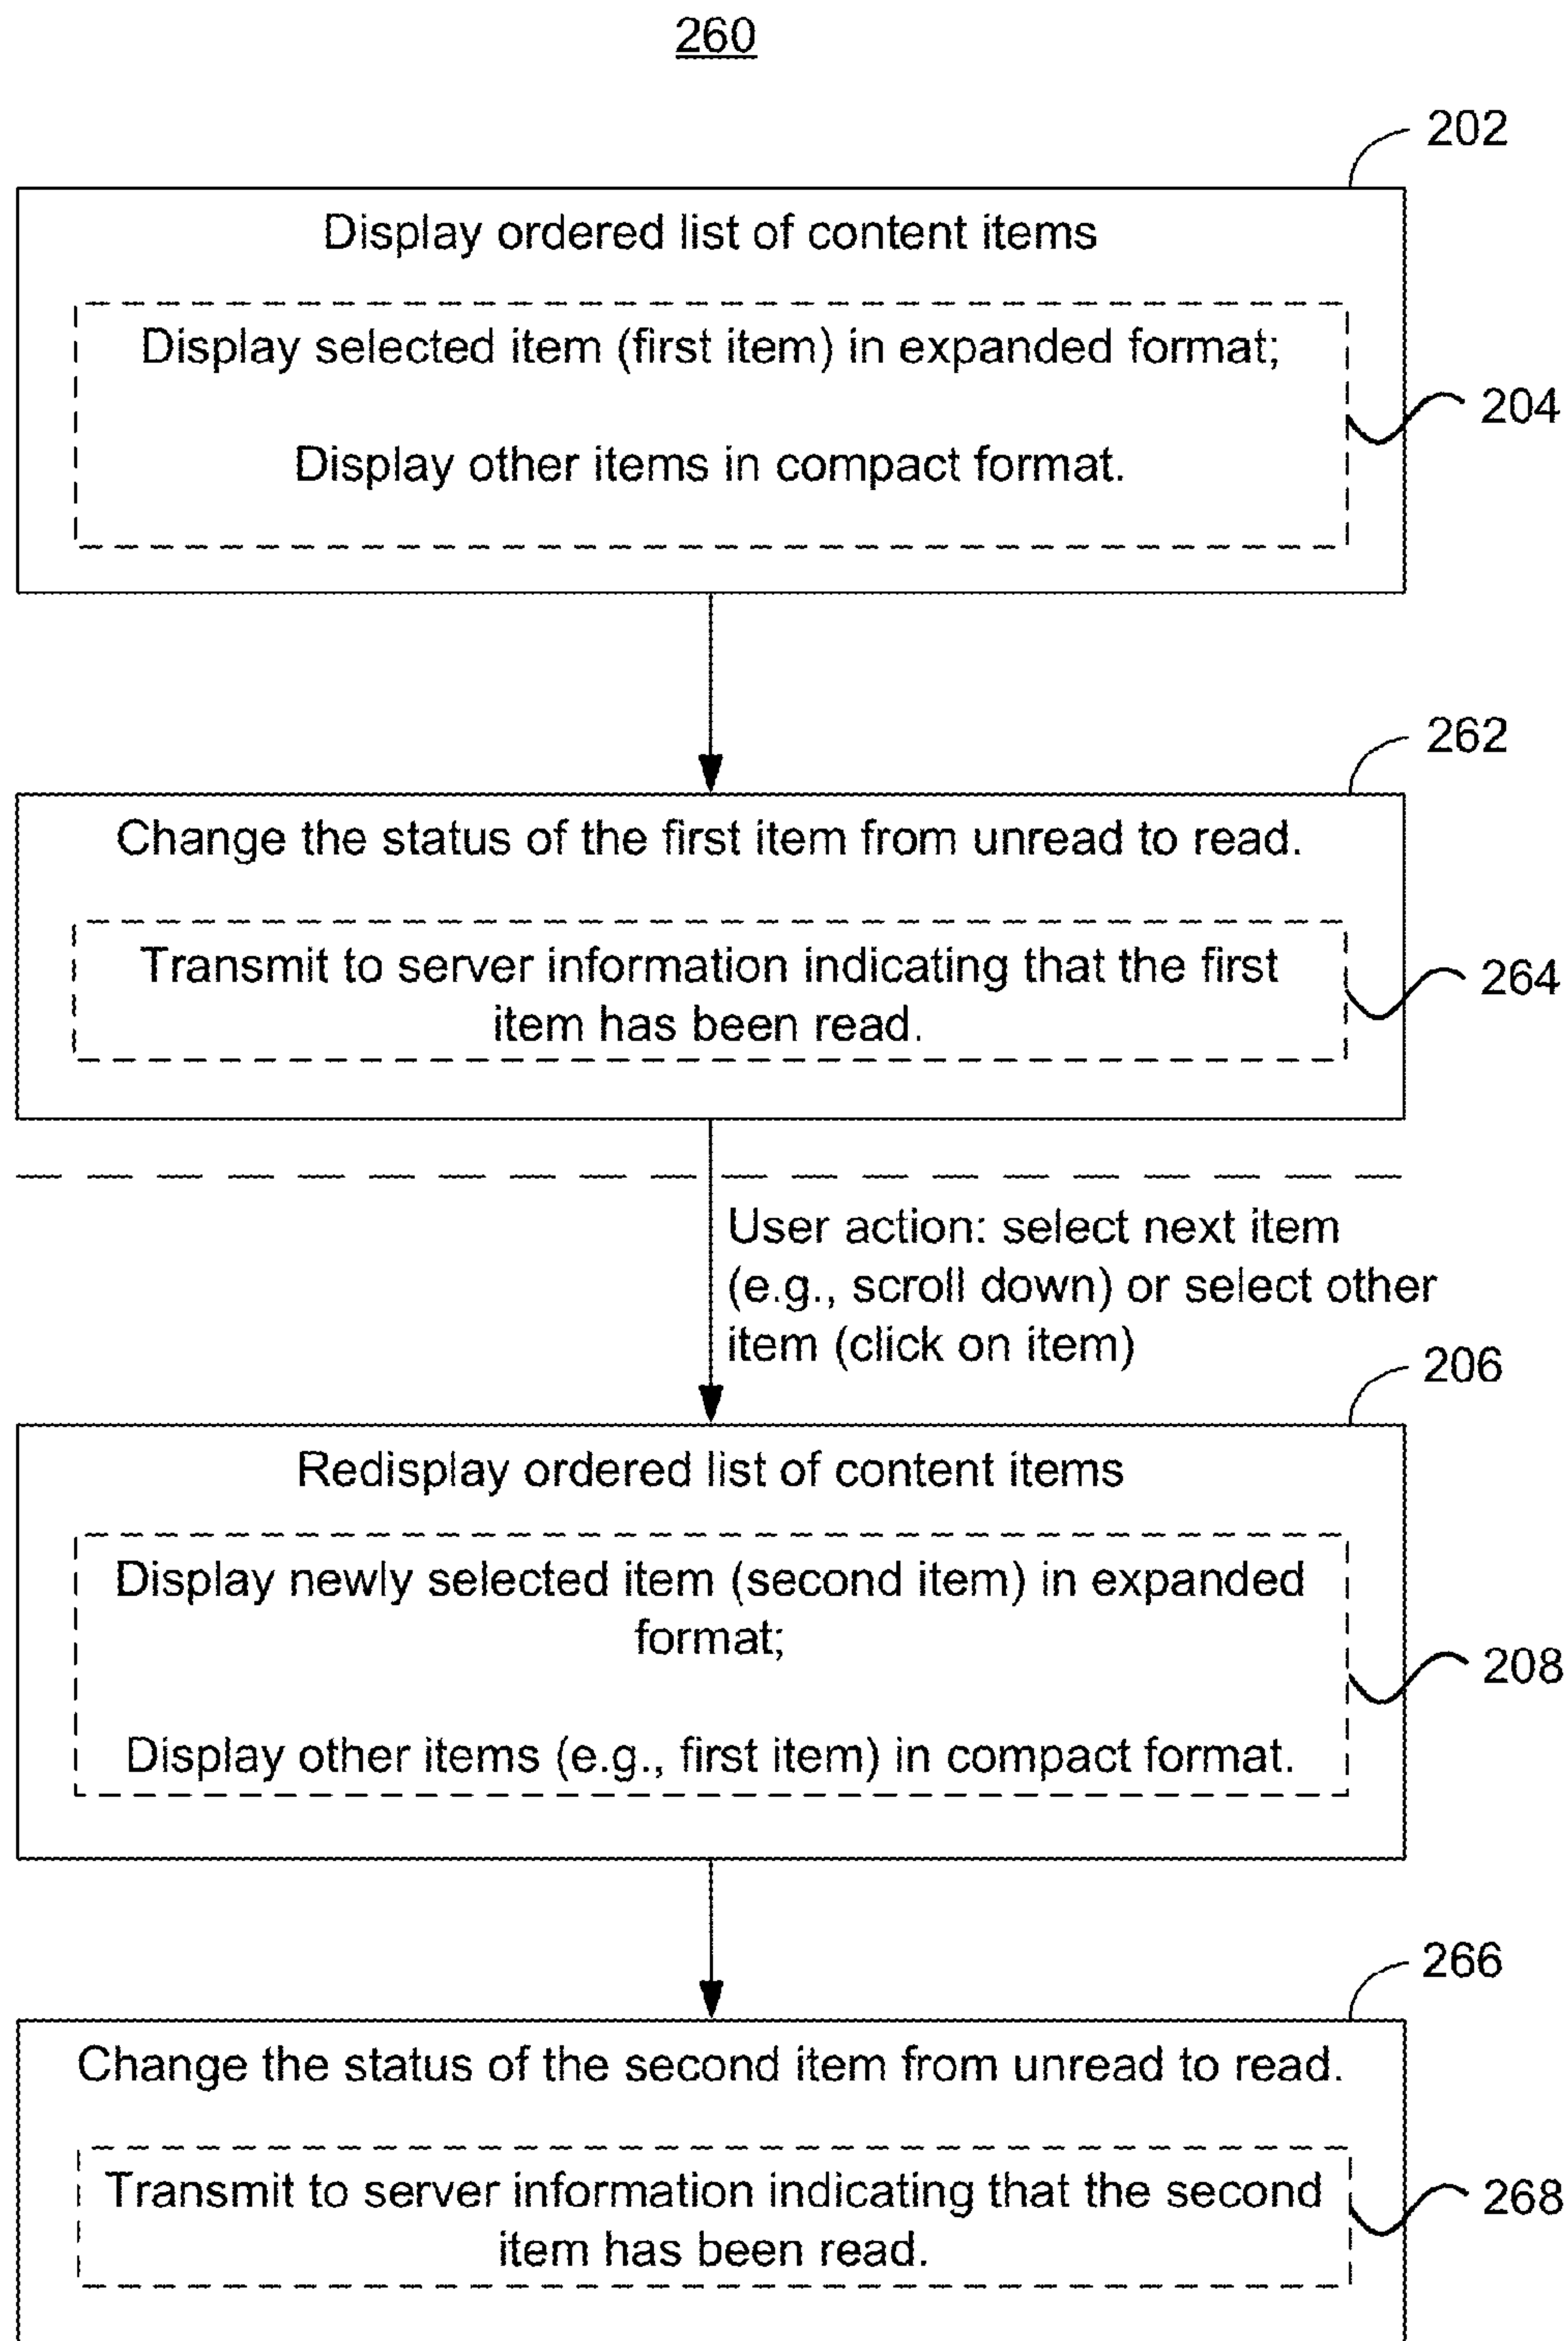 260
202
Display ordered list of content items
Display selected item (first item) in expanded format;
204
Display other items in compact format.
262
Change the status of the first item from unread to read.
Transmit to server information indicating that the first
item has been read.
264
User action: select next item
(e.g., scroll down) or select other
item (click on item)
206
Redisplay ordered list of content items
Display newly selected item (second item) in expanded
format;
208
Display other items (e.g., first item) in compact format.
266
Change the status of the second item from unread to read.
Transmit to server information indicating that the second
item has been read.
268